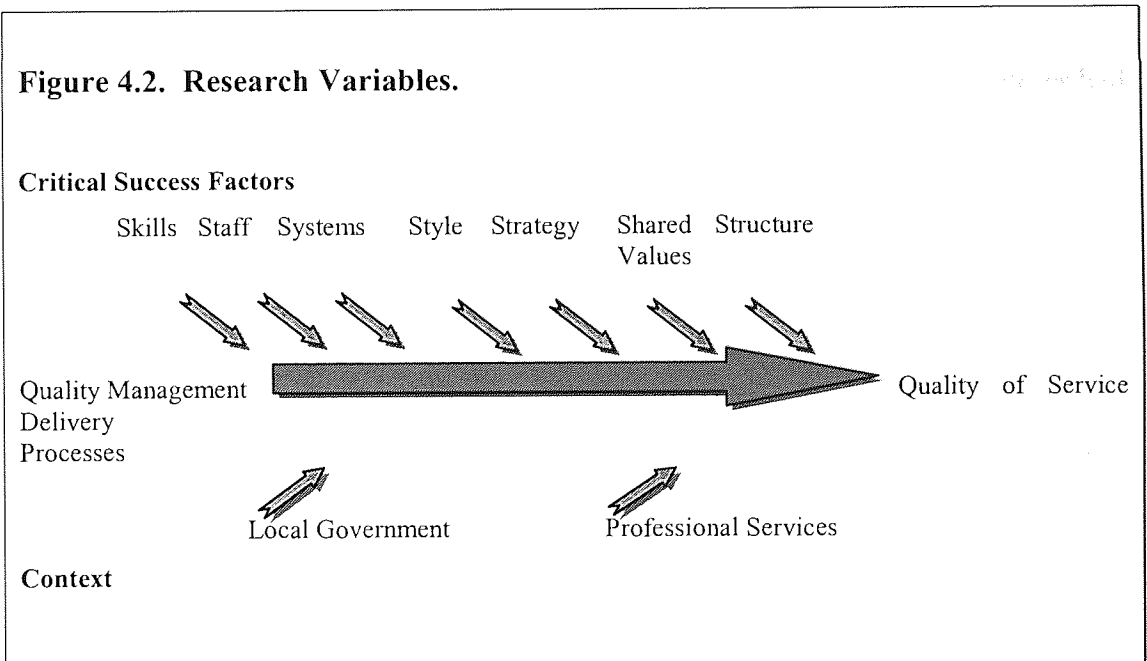 Figure 4.2. Research Variables.
Critical Success Factors
Skills Staff Systems Style Strategy Shared Structure
Values
Quality Management
Delivery
Processes
Quality of Service
Local Government Professional Services
Context